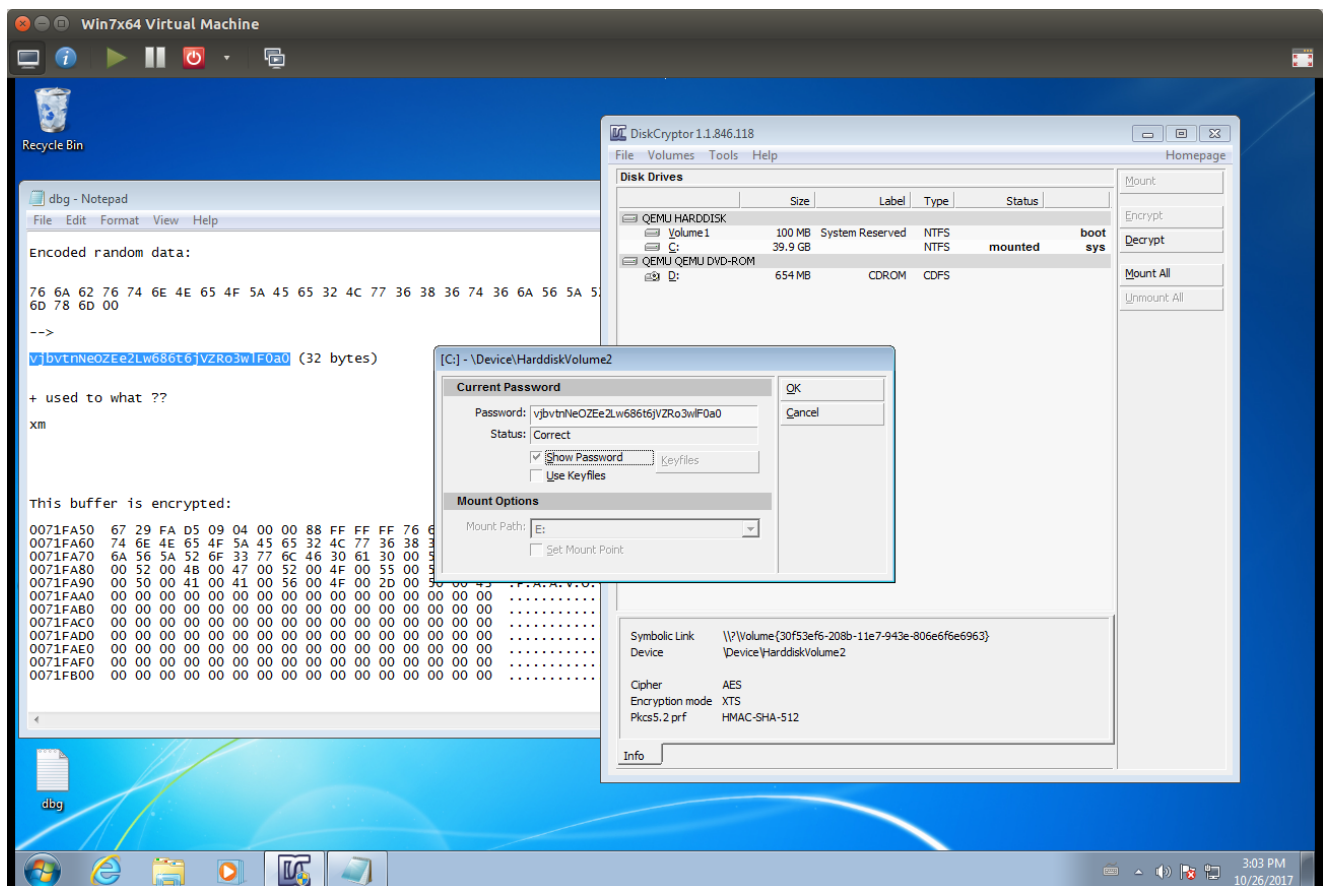 Win7x64 Virtual Machine
Recycle Bin
dbg - Notepad
File Edit Format View Help
Encoded random data:
76 6A 62 76 74 6E 4E 65 4F 5A 45 65 32 4C 77 36 38 36 74 36 6A 56 5A
6D 78 6D 00
-->
vjbvtnNeOZEe2Lw686t6jVZRo3wlF0a0 (32 bytes)
+ used to what ??
xm
This buffer is encrypted:
0071FA50 67 29 FA D5 09 04 00 00 88 FF FF FF 76
0071FA60 74 6E 4E 65 4F 5A 45 65 32 4C 77 36 38
0071FA70 6A 56 5A 52 6F 33 77 6C 46 30 61 30 00
0071FA80 00 52 00 4B 00 47 00 52 00 4F 00 55 00
0071FA90 00 50 00 41 00 41 00 56 00 4F 00 2D 00 .P.A.A.V.O.
0071FAA0 00 00 00 00 00 00 00 00 00 00 00 00 00 00 00 00 ...........
0071FAB0 00 00 00 00 00 00 00 00 00 00 00 00 00 00 00 00 ...........
0071FAC0 00 00 00 00 00 00 00 00 00 00 00 00 00 00 00 00 ...........
0071FAD0 00 00 00 00 00 00 00 00 00 00 00 00 00 00 00 00 ...........
0071FAE0 00 00 00 00 00 00 00 00 00 00 00 00 00 00 00 00 ...........
0071FAF0 00 00 00 00 00 00 00 00 00 00 00 00 00 00 00 00 ...........
0071FB00 00 00 00 00 00 00 00 00 00 00 00 00 00 00 00 00 ...........
dbg
DiskCryptor 1.1.846.118
File Volumes Tools Help Homepage
Disk Drives
Size Label Type Status
QEMU HARDDISK
Volume1 100 MB System Reserved NTFS boot
C: 39.9 GB NTFS mounted sys
QEMU QEMU DVD-ROM
D: 654 MB CDROM CDFS
Mount
Encrypt
Decrypt
Mount All
Unmount All
[C:] - \Device\HarddiskVolume2
Current Password
Password: vjbvtnNeOZEe2Lw686t6jVZRo3wlF0a0
Status: Correct
Show Password
Keyfiles
Use Keyfiles
Mount Options
Mount Path: E:
Set Mount Point
OK
Cancel
Symbolic Link \\?\Volume{30f53ef6-208b-11e7-943e-806e6f6e6963}
Device \Device\HarddiskVolume2
Cipher AES
Encryption mode XTS
Pkcs5.2 prf HMAC-SHA-512
Info
3:03 PM
10/26/2017